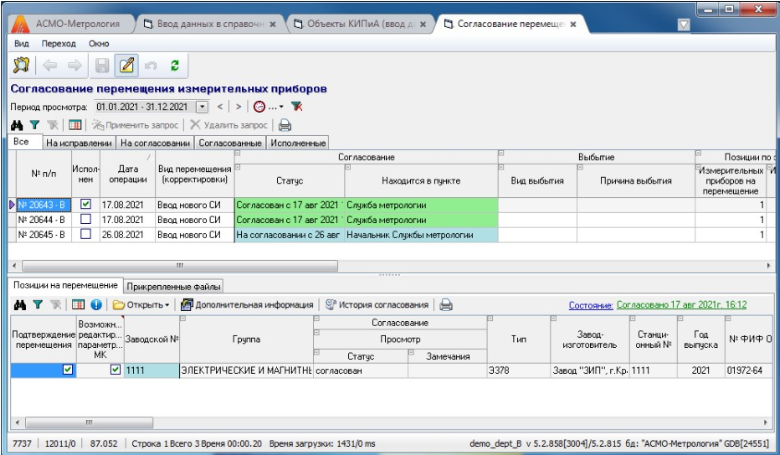 АСМО-Метрология
Ввод данных в справочн
Объекты КИПиА (ввод д
Согласование перемеще
Вид Переход Окно
Согласование перемещения измерительных приборов
Период просмотра: 01.01.2021 - 31.12.2021 < | > ...
Применить запрос Удалить запрос
Все На исправлении На согласовании Согласованные Исполненные
№ п/п Испол-нен Дата операции Вид перемещения (корректировки) Согласование Статус Находится в пункте Выбытие Вид выбытия Причина выбытия Позиции по Измерительных приборов на перемещение
№ 20643 - В 17.08.2021 Ввод нового СИ Согласован с 17 авг 2021 Служба метрологии 1
№ 20644 - В 17.08.2021 Ввод нового СИ Согласован с 17 авг 2021 Служба метрологии 1
№ 20645 - В 26.08.2021 Ввод нового СИ На согласовании с 26 авг Начальник Службы метрологии 1
Позиции на перемещение Прикрепленные файлы
Открыть Дополнительная информация История согласования Состояние: Согласовано 17 авг 2021г. 16:12
Подтверждение перемещения Возможн... редактир... параметр... МК Заводской № Группа Согласование Просмотр Статус Замечания Тип Завод-изготовитель Станци-онный № Год выпуска № ФИФ О
1111 ЭЛЕКТРИЧЕСКИЕ И МАГНИТНЫ согласован Э378 Завод "ЗИП", г.Кр 1111 2021 01972-64
7737 12011/0 87.052 Строка 1 Всего 3 Время 00:00.20 Время загрузки: 1431/0 ms demo_dept_B v 5.2.858[3004]/5.2.815 бд: "АСМО-Метрология" GDB[24551]